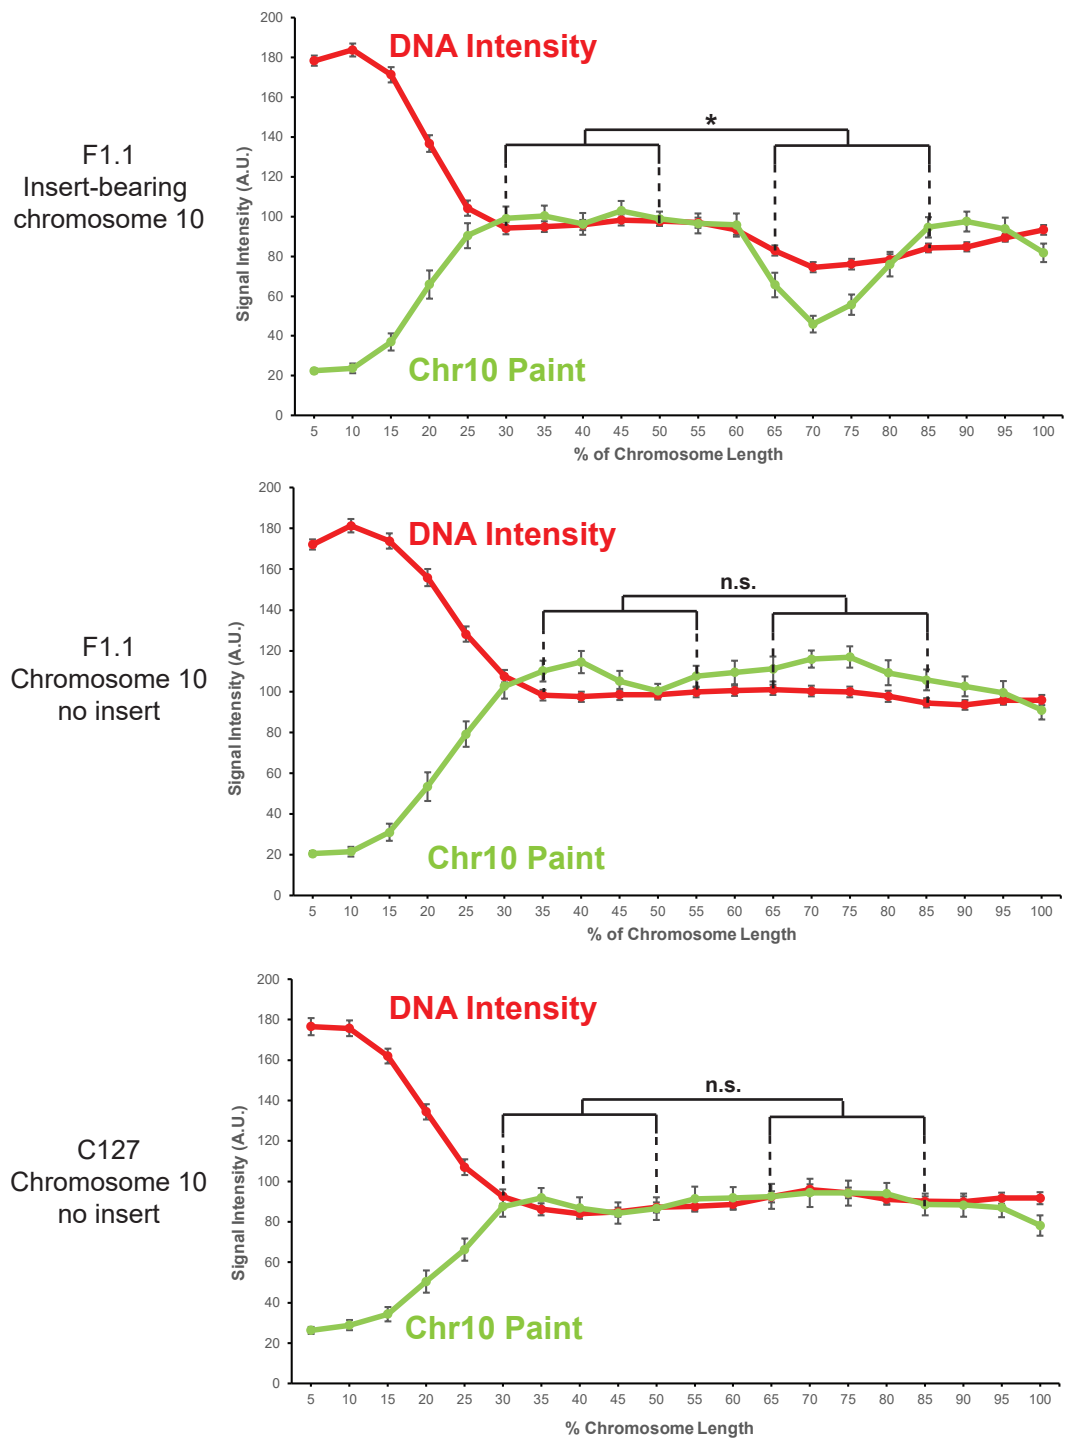 F1.1
Insert-bearing
chromosome 10
Signal Intensity (A.U.)
200
180
160
140
120
100
80
60
40
20
0
DNA Intensity
*
Chr10 Paint
5 10 15 20 25 30 35 40 45 50 55 60 65 70 75 80 85 90 95 100
% of Chromosome Length
F1.1
Chromosome 10
no insert
Signal Intensity (A.U.)
200
180
160
140
120
100
80
60
40
20
0
DNA Intensity
n.s.
Chr10 Paint
5 10 15 20 25 30 35 40 45 50 55 60 65 70 75 80 85 90 95 100
% of Chromosome Length
C127
Chromosome 10
no insert
Signal Intensity (A.U.)
200
180
160
140
120
100
80
60
40
20
0
DNA Intensity
n.s.
Chr10 Paint
5 10 15 20 25 30 35 40 45 50 55 60 65 70 75 80 85 90 95 100
% Chromosome Length